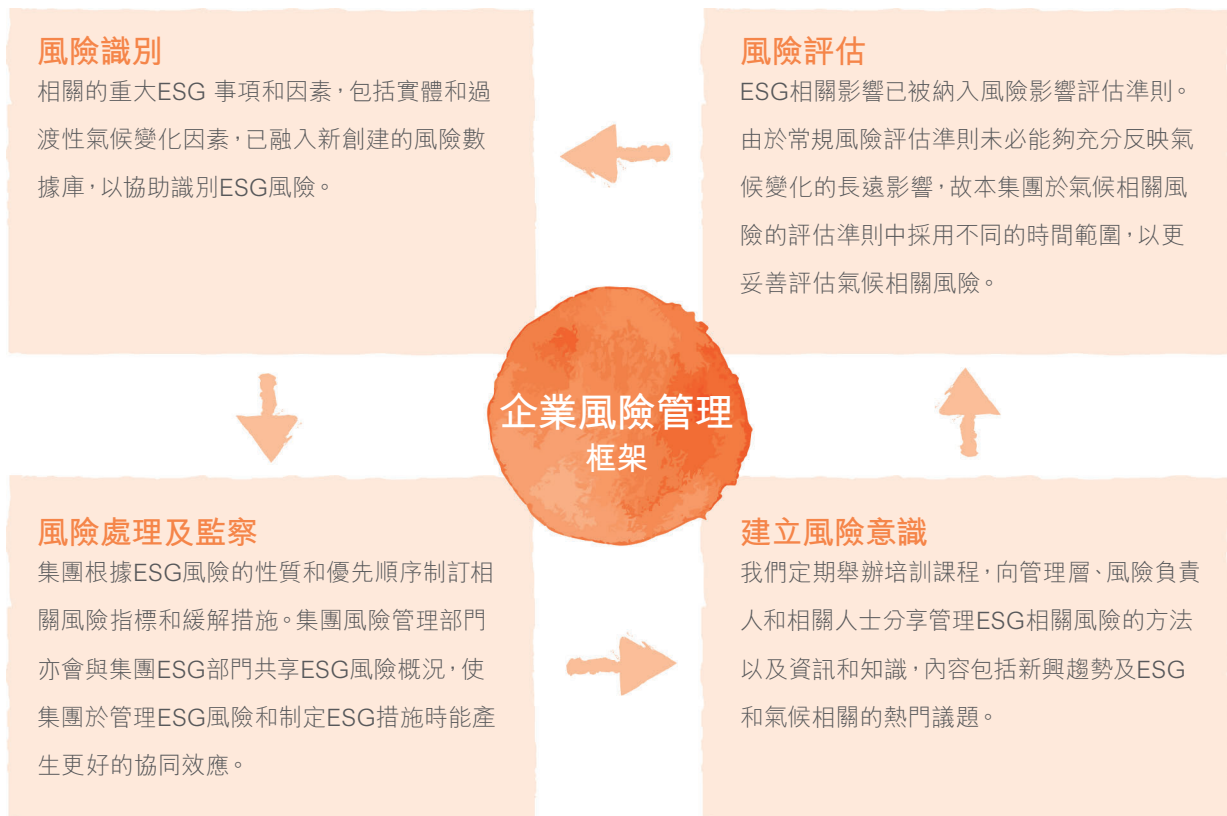 風險識別
相關的重大ESG 事項和因素，包括實體和過
渡性氣候變化因素，已融入新創建的風險數
據庫，以協助識別ESG風險。
風險評估
ESG相關影響已被納入風險影響評估準則。
由於常規風險評估準則未必能夠充分反映氣
候變化的長遠影響，故本集團於氣候相關風
險的評估準則中採用不同的時間範圍，以更
妥善評估氣候相關風險。
企業風險管理
框架
風險處理及監察
集團根據ESG風險的性質和優先順序制訂相
關風險指標和緩解措施。集團風險管理部門
亦會與集團ESG部門共享ESG風險概況，使
集團於管理ESG風險和制定ESG措施時能產
生更好的協同效應。
建立風險意識
我們定期舉辦培訓課程，向管理層、風險負責
人和相關人士分享管理ESG相關風險的方法
以及資訊和知識，內容包括新興趨勢及ESG
和氣候相關的熱門議題。